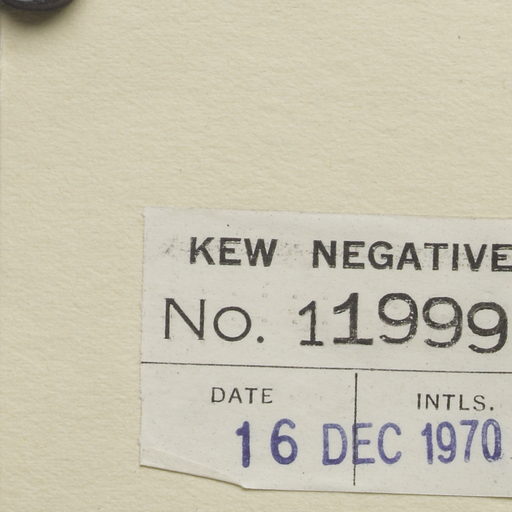 KEW NEGATIVE
No. 11999
DATE INTLS.
16 DEC 1970